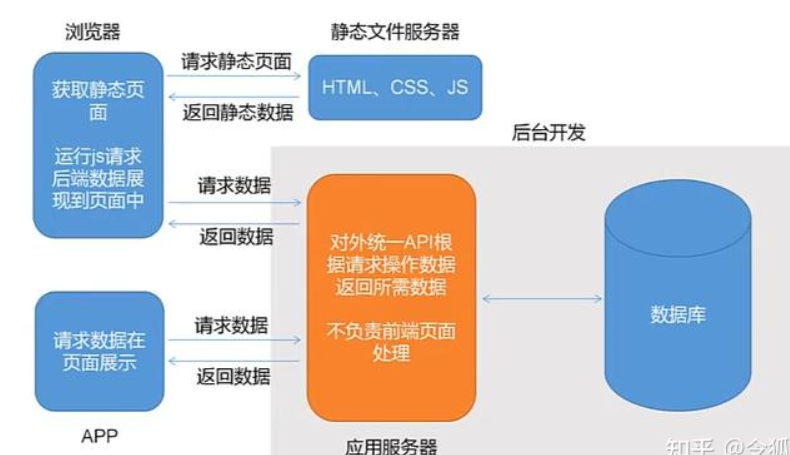 浏览器
静态文件服务器
获取静态页
面
运行js请求
后端数据展
现到页面中
请求静态页面
返回静态数据
HTML、CSS、JS
后台开发
请求数据
返回数据
对外统一API根
据请求操作数据
返回所需数据
不负责前端页面
处理
数据库
请求数据在
页面展示
请求数据
返回数据
APP
应用服务器
知乎 @令狐